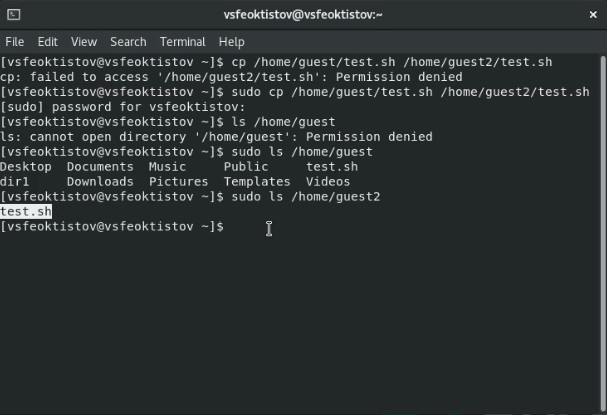 vsfeoktistov@vsfeoktistov:~
File Edit View Search Terminal Help
[vsfeoktistov@vsfeoktistov ~]$ cp /home/guest/test.sh /home/guest2/test.sh
cp: failed to access '/home/guest2/test.sh': Permission denied
[vsfeoktistov@vsfeoktistov ~]$ sudo cp /home/guest/test.sh /home/guest2/test.sh
[sudo] password for vsfeoktistov:
[vsfeoktistov@vsfeoktistov ~]$ ls /home/guest
ls: cannot open directory '/home/guest': Permission denied
[vsfeoktistov@vsfeoktistov ~]$ sudo ls /home/guest
Desktop  Documents  Music     Public     test.sh
dir1     Downloads  Pictures  Templates  Videos
[vsfeoktistov@vsfeoktistov ~]$ sudo ls /home/guest2
test.sh
[vsfeoktistov@vsfeoktistov ~]$